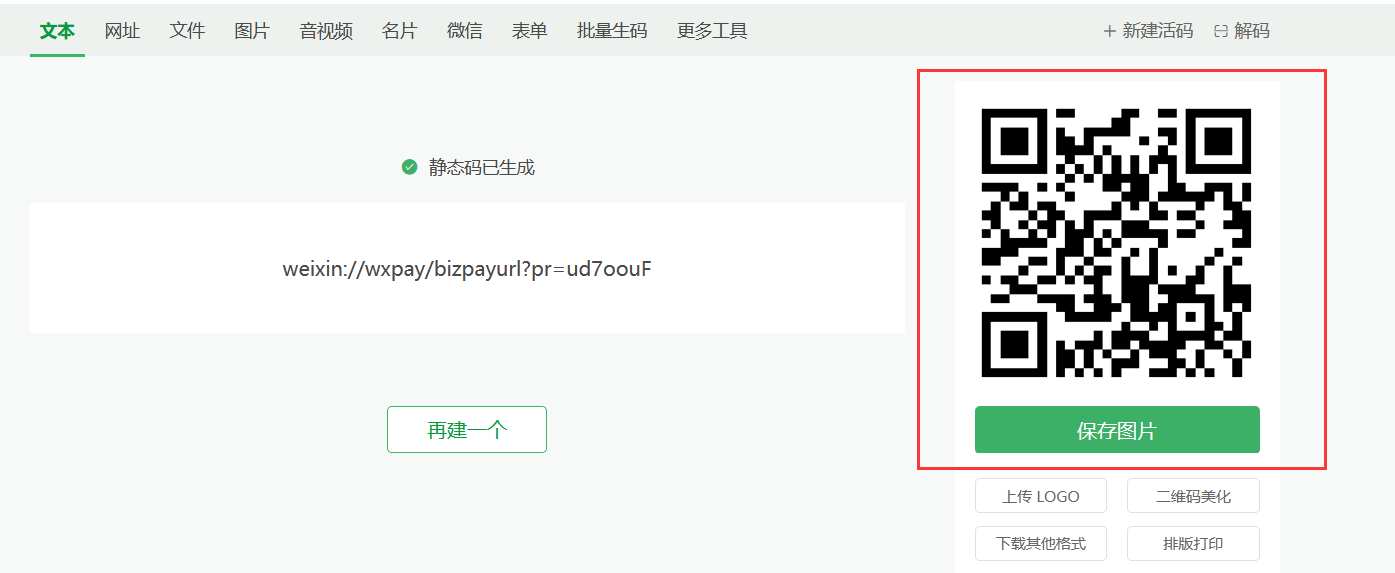 文本 网址 文件 图片 音视频 名片 微信 表单 批量生码 更多工具 + 新建活码 解码
静态码已生成
weixin://wxpay/bizpayurl?pr=ud7oouF
再建一个
保存图片
上传 LOGO 二维码美化
下载其他格式 排版打印